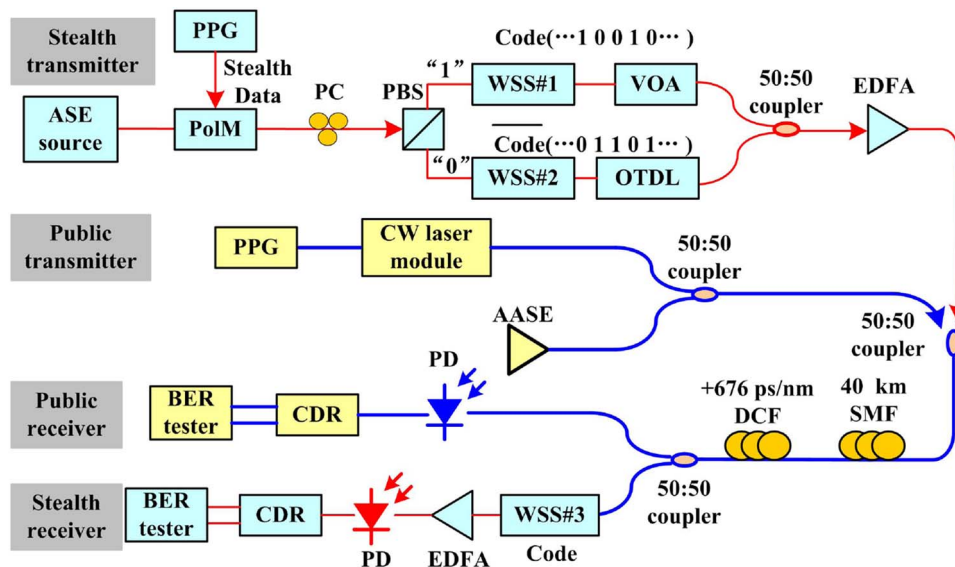 Stealth
transmitter
PPG
Stealth
Data
ASE
source
PolM
PC
PBS
“1”
“0”
Code(···1 0 0 1 0··· )
WSS#1
VOA
Code(···0 1 1 0 1··· )
WSS#2
OTDL
50:50
coupler
EDFA
Public
transmitter
PPG
CW laser
module
50:50
coupler
AASE
50:50
coupler
Public
receiver
BER
tester
CDR
PD
+676 ps/nm
DCF
40 km
SMF
50:50
coupler
Stealth
receiver
BER
tester
CDR
PD
EDFA
WSS#3
Code